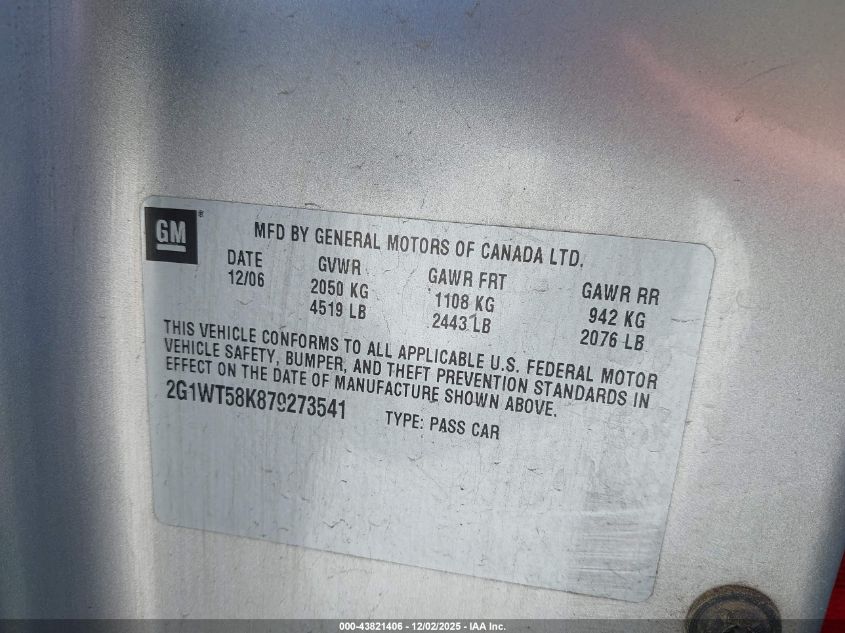 GM®
MFD BY GENERAL MOTORS OF CANADA LTD.
DATE GVWR GAWR FRT GAWR RR
12/06 2050 KG 1108 KG 942 KG
4519 LB 2443 LB 2076 LB
THIS VEHICLE CONFORMS TO ALL APPLICABLE U.S. FEDERAL MOTOR
VEHICLE SAFETY, BUMPER, AND THEFT PREVENTION STANDARDS IN
EFFECT ON THE DATE OF MANUFACTURE SHOWN ABOVE.
2G1WT58K879273541 TYPE: PASS CAR
000-43821406 - 12/02/2025 - IAA Inc.